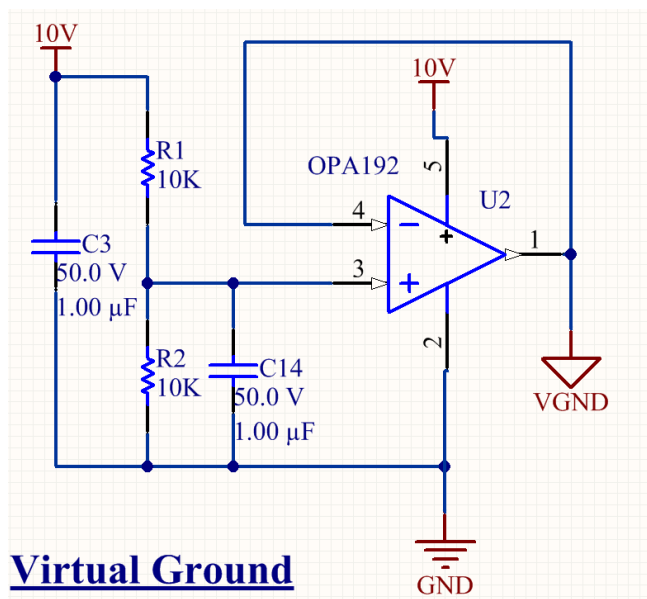 10V
10V
R1
10K
OPA192
5
U2
4
−
+
C3
50.0 V
1.00 µF
1
3
+
R2
10K
C14
50.0 V
1.00 µF
2
VGND
Virtual Ground
GND